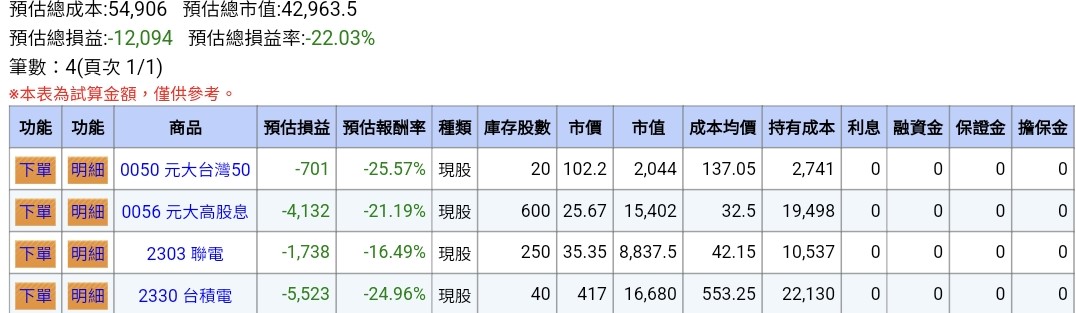 預估總成本:54,906 預估總市值:42,963.5
預估總損益:-12,094 預估總損益率:-22.03%
筆數：4(頁次 1/1)
※本表為試算金額，僅供參考。
功能 功能 商品 預估損益 預估報酬率 種類 庫存股數 市價 市值 成本均價 持有成本 利息 融資金 保證金 擔保金
下單 明細 0050 元大台灣50 -701 -25.57% 現股 20 102.2 2,044 137.05 2,741 0 0 0 0
下單 明細 0056 元大高股息 -4,132 -21.19% 現股 600 25.67 15,402 32.5 19,498 0 0 0 0
下單 明細 2303 聯電 -1,738 -16.49% 現股 250 35.35 8,837.5 42.15 10,537 0 0 0 0
下單 明細 2330 台積電 -5,523 -24.96% 現股 40 417 16,680 553.25 22,130 0 0 0 0